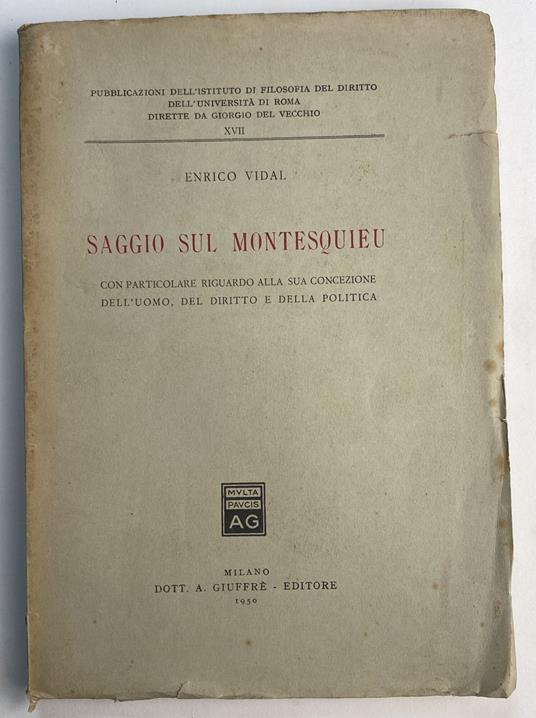 PUBBLICAZIONI DELL'ISTITUTO DI FILOSOFIA DEL DIRITTO
DELL'UNIVERSITÀ DI ROMA
DIRETTE DA GIORGIO DEL VECCHIO
XVII
ENRICO VIDAL
SAGGIO SUL MONTESQUIEU
CON PARTICOLARE RIGUARDO ALLA SUA CONCEZIONE
DELL'UOMO, DEL DIRITTO E DELLA POLITICA
MVLTA
PAVCIS
AG
MILANO
DOTT. A. GIUFFRÈ - EDITORE
1950